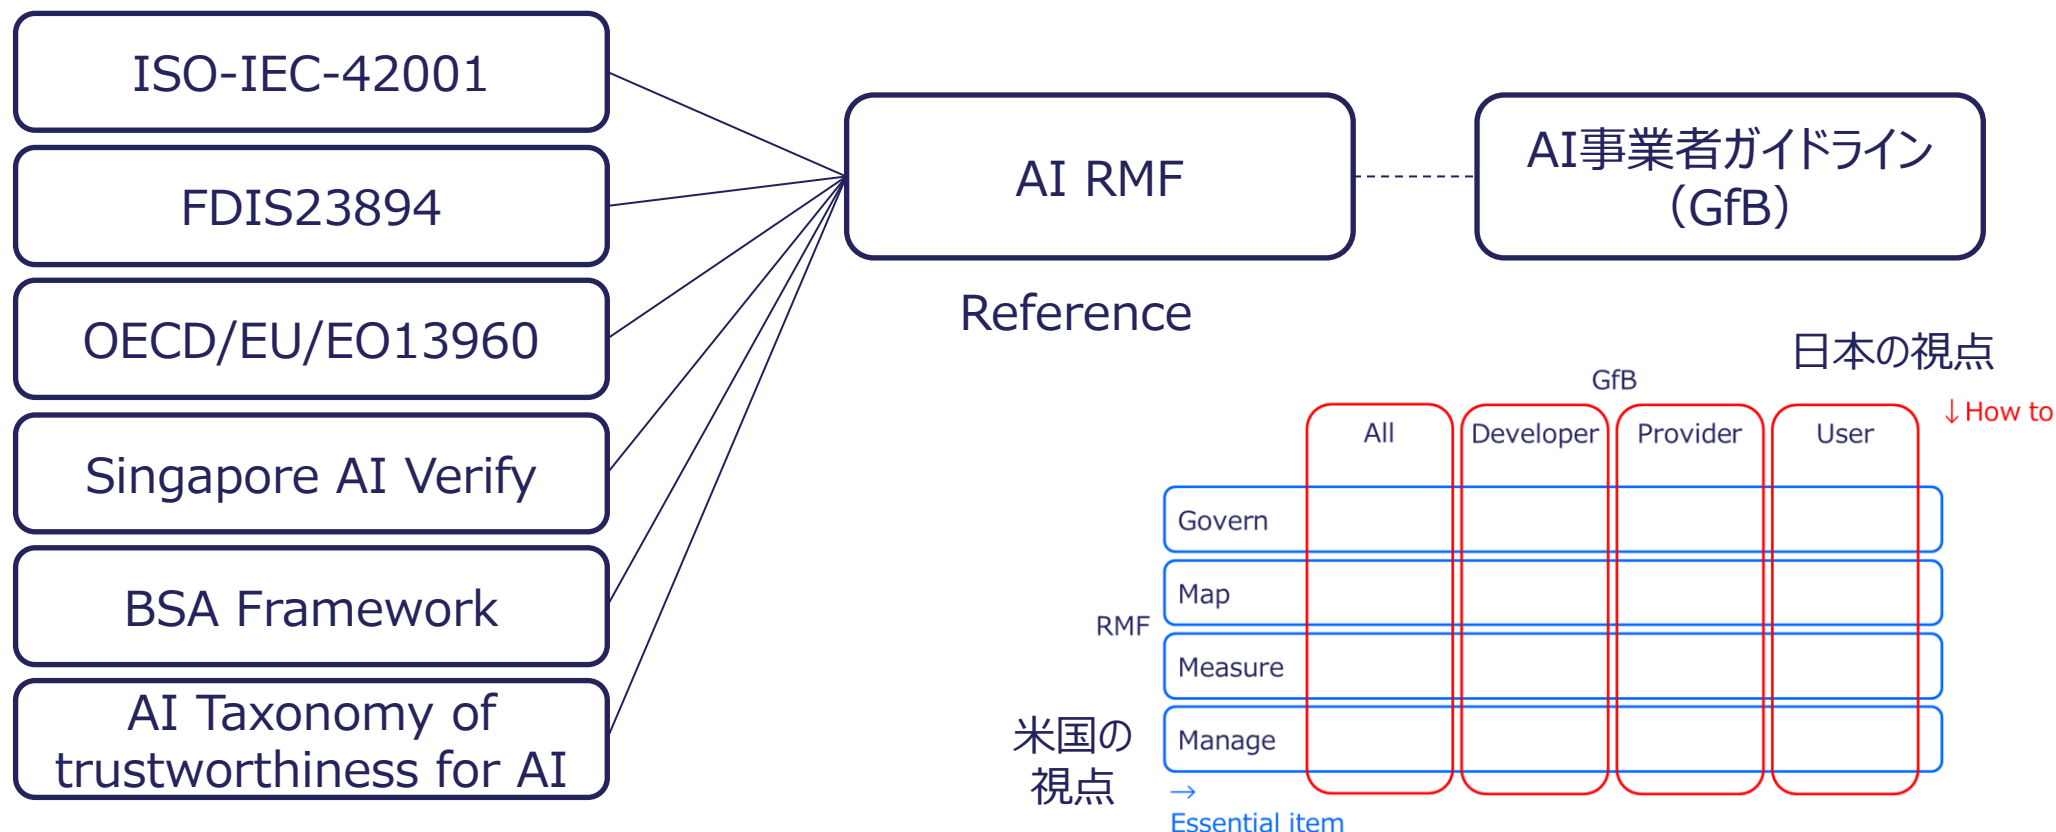 ISO-IEC-42001
FDIS23894
OECD/EU/EO13960
Singapore AI Verify
BSA Framework
AI Taxonomy of
trustworthiness for AI
AI RMF
Reference
AI事業者ガイドライン
（GfB）
日本の視点
GfB
↓How to
All
Developer
Provider
User
RMF
Govern
Map
Measure
Manage
米国の
視点
→
Essential item